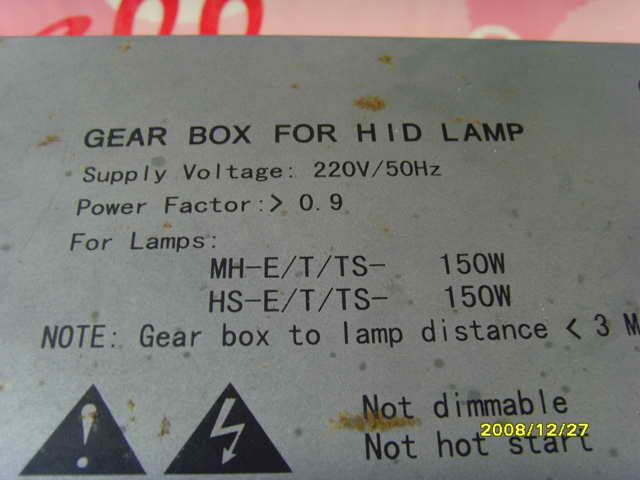 GEAR BOX FOR HID LAMP
Supply Voltage: 220V/50Hz
Power Factor:> 0.9
For Lamps:
MH-E/T/TS- 150W
HS-E/T/TS- 150W
NOTE: Gear box to lamp distance < 3 M
Not dimmable
2008/12/27
Not hot start